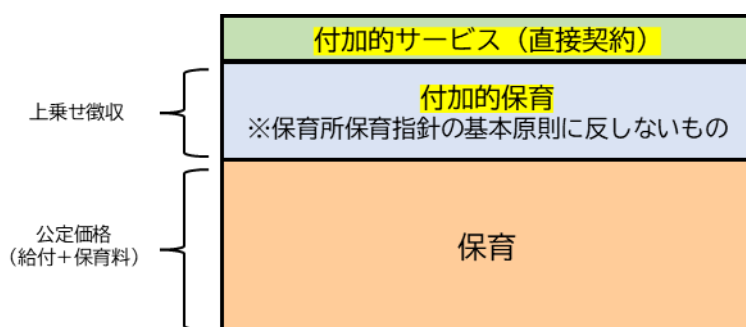 付加的サービス（直接契約）
上乗せ徴収
付加的保育
※保育所保育指針の基本原則に反しないもの
公定価格
（給付＋保育料）
保育